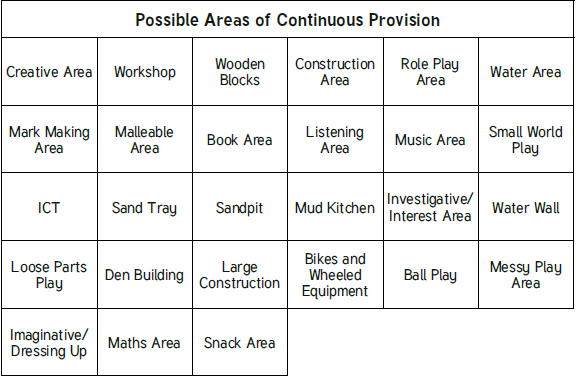 Possible Areas of Continuous Provision
Creative Area
Workshop
Wooden
Blocks
Construction
Area
Role Play
Area
Water Area
Mark Making
Area
Malleable
Area
Book Area
Listening
Area
Music Area
Small World
Play
ICT
Sand Tray
Sandpit
Mud Kitchen
Investigative/
Interest Area
Water Wall
Loose Parts
Play
Den Building
Large
Construction
Bikes and
Wheeled
Equipment
Ball Play
Messy Play
Area
Imaginative/
Dressing Up
Maths Area
Snack Area